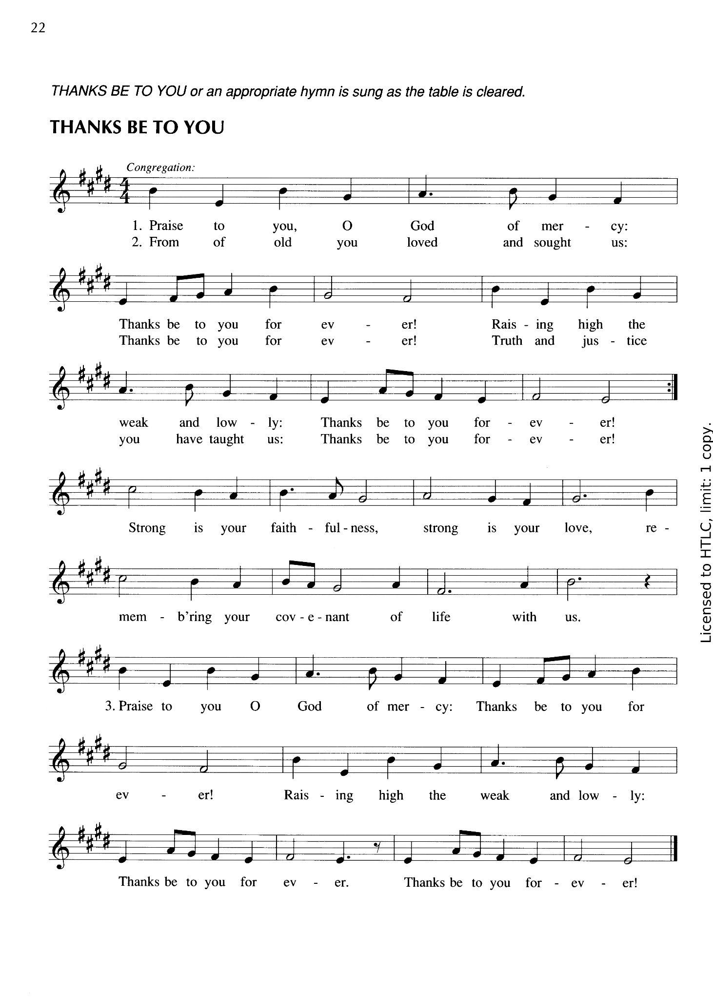 22
THANKS BE TO YOU or an appropriate hymn is sung as the table is cleared.
THANKS BE TO YOU
Congregation:
4
4
1. Praise to you, O God of mer - cy:
2. From of old you loved and sought us:
Thanks be to you for ev - er! Rais - ing high the
Thanks be to you for ev - er! Truth and jus - tice
weak and low - ly: Thanks be to you for - ev - er!
you have taught us: Thanks be to you for - ev - er!
Strong is your faith - ful - ness, strong is your love, re -
mem - b'ring your cov - e - nant of life with us.
3. Praise to you O God of mer - cy: Thanks be to you for
ev - er! Rais - ing high the weak and low - ly:
Thanks be to you for ev - er. Thanks be to you for - ev - er!
Licensed to HTLC, limit: 1 copy.